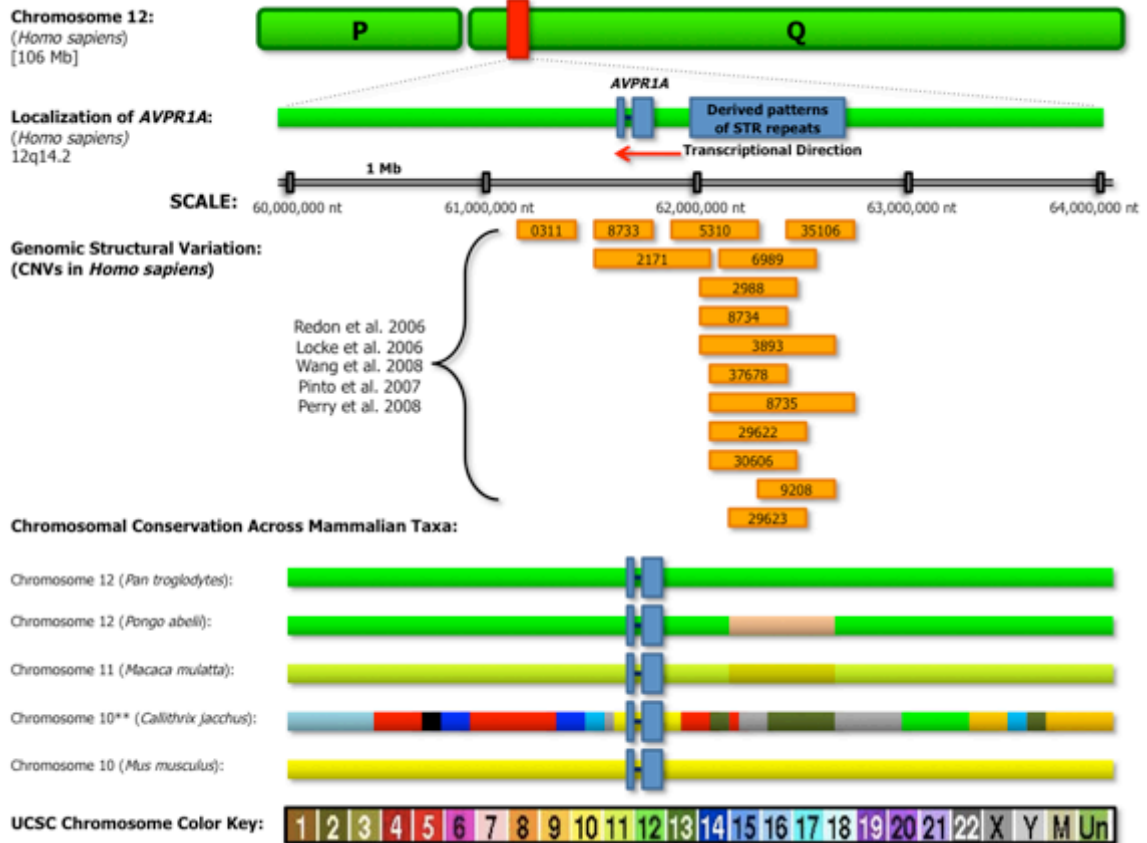 Chromosome 12:
(Homo sapiens)
[106 Mb]
P
Q
AVPR1A
Localization of AVPR1A:
(Homo sapiens)
12q14.2
Derived patterns
of STR repeats
Transcriptional Direction
1 Mb
SCALE:
60,000,000 nt
61,000,000 nt
62,000,000 nt
63,000,000 nt
64,000,000 nt
Genomic Structural Variation:
(CNVs in Homo sapiens)
0311
8733
5310
35106
2171
6989
2988
8734
3893
37678
8735
29622
30606
9208
29623
Redon et al. 2006
Locke et al. 2006
Wang et al. 2008
Pinto et al. 2007
Perry et al. 2008
Chromosomal Conservation Across Mammalian Taxa:
Chromosome 12 (Pan troglodytes):
Chromosome 12 (Pongo abelii):
Chromosome 11 (Macaca mulatta):
Chromosome 10** (Callithrix jacchus):
Chromosome 10 (Mus musculus):
UCSC Chromosome Color Key:
1 2 3 4 5 6 7 8 9 10 11 12 13 14 15 16 17 18 19 20 21 22 X Y M Un